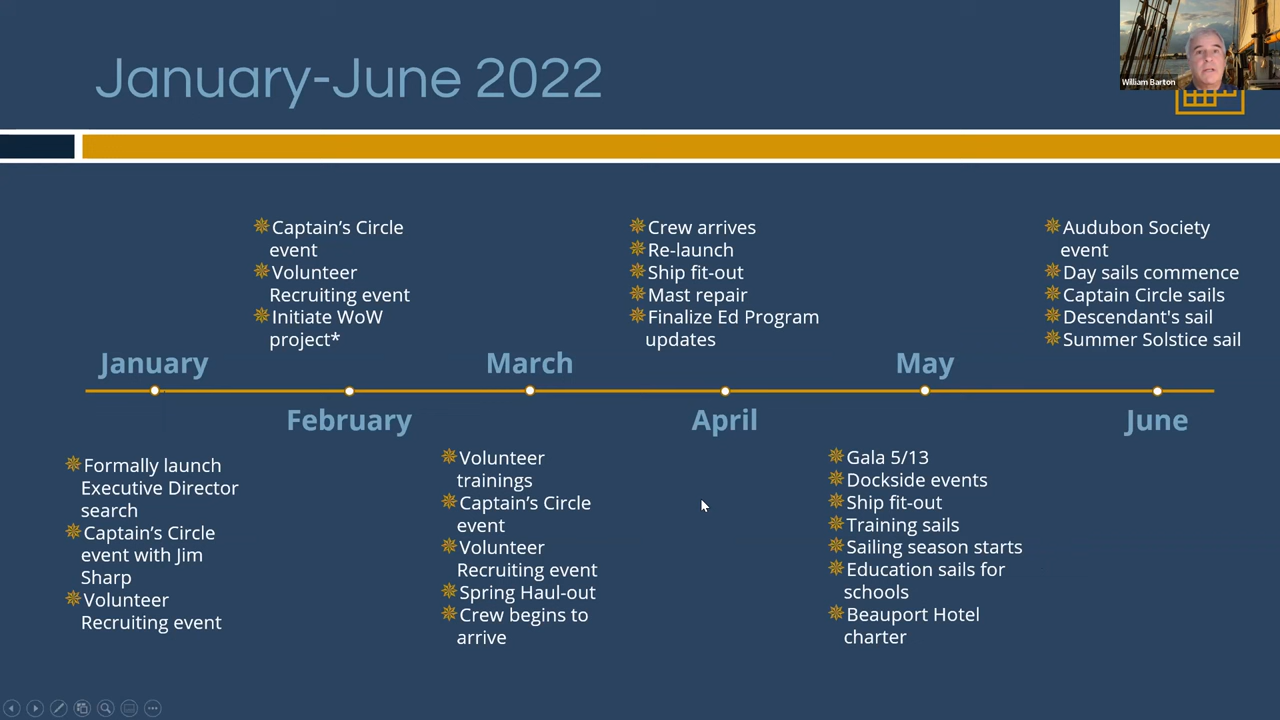 January-June 2022
William Barton
Captain's Circle
event
Volunteer
Recruiting event
Initiate WoW
project*
Crew arrives
Re-launch
Ship fit-out
Mast repair
Finalize Ed Program
updates
Audubon Society
event
Day sails commence
Captain Circle sails
Descendant's sail
Summer Solstice sail
January
March
May
February
April
June
Formally launch
Executive Director
search
Captain's Circle
event with Jim
Sharp
Volunteer
Recruiting event
Volunteer
trainings
Captain's Circle
event
Volunteer
Recruiting event
Spring Haul-out
Crew begins to
arrive
Gala 5/13
Dockside events
Ship fit-out
Training sails
Sailing season starts
Education sails for
schools
Beauport Hotel
charter